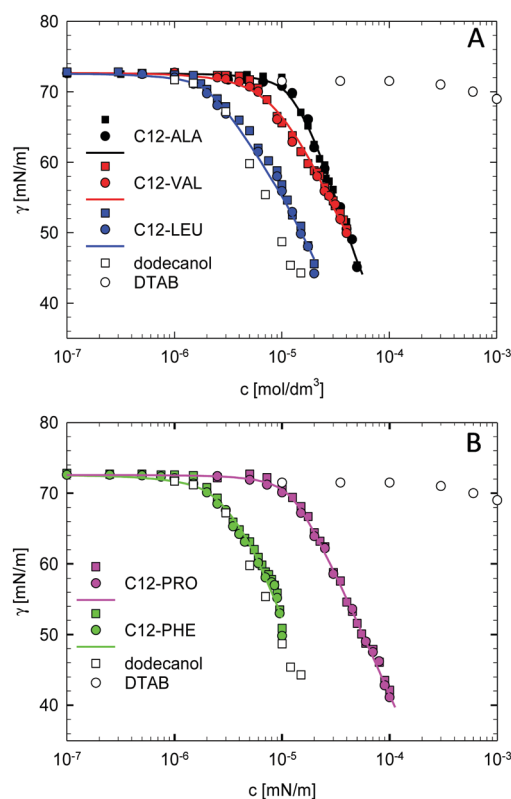 80
A
70
60
50
40
γ [mN/m]
C12-ALA
C12-VAL
C12-LEU
dodecanol
DTAB
10⁻⁷ 10⁻⁶ 10⁻⁵ 10⁻⁴ 10⁻³
c [mol/dm³]
80
B
70
60
50
40
γ [mN/m]
C12-PRO
C12-PHE
dodecanol
DTAB
10⁻⁷ 10⁻⁶ 10⁻⁵ 10⁻⁴ 10⁻³
c [mN/m]